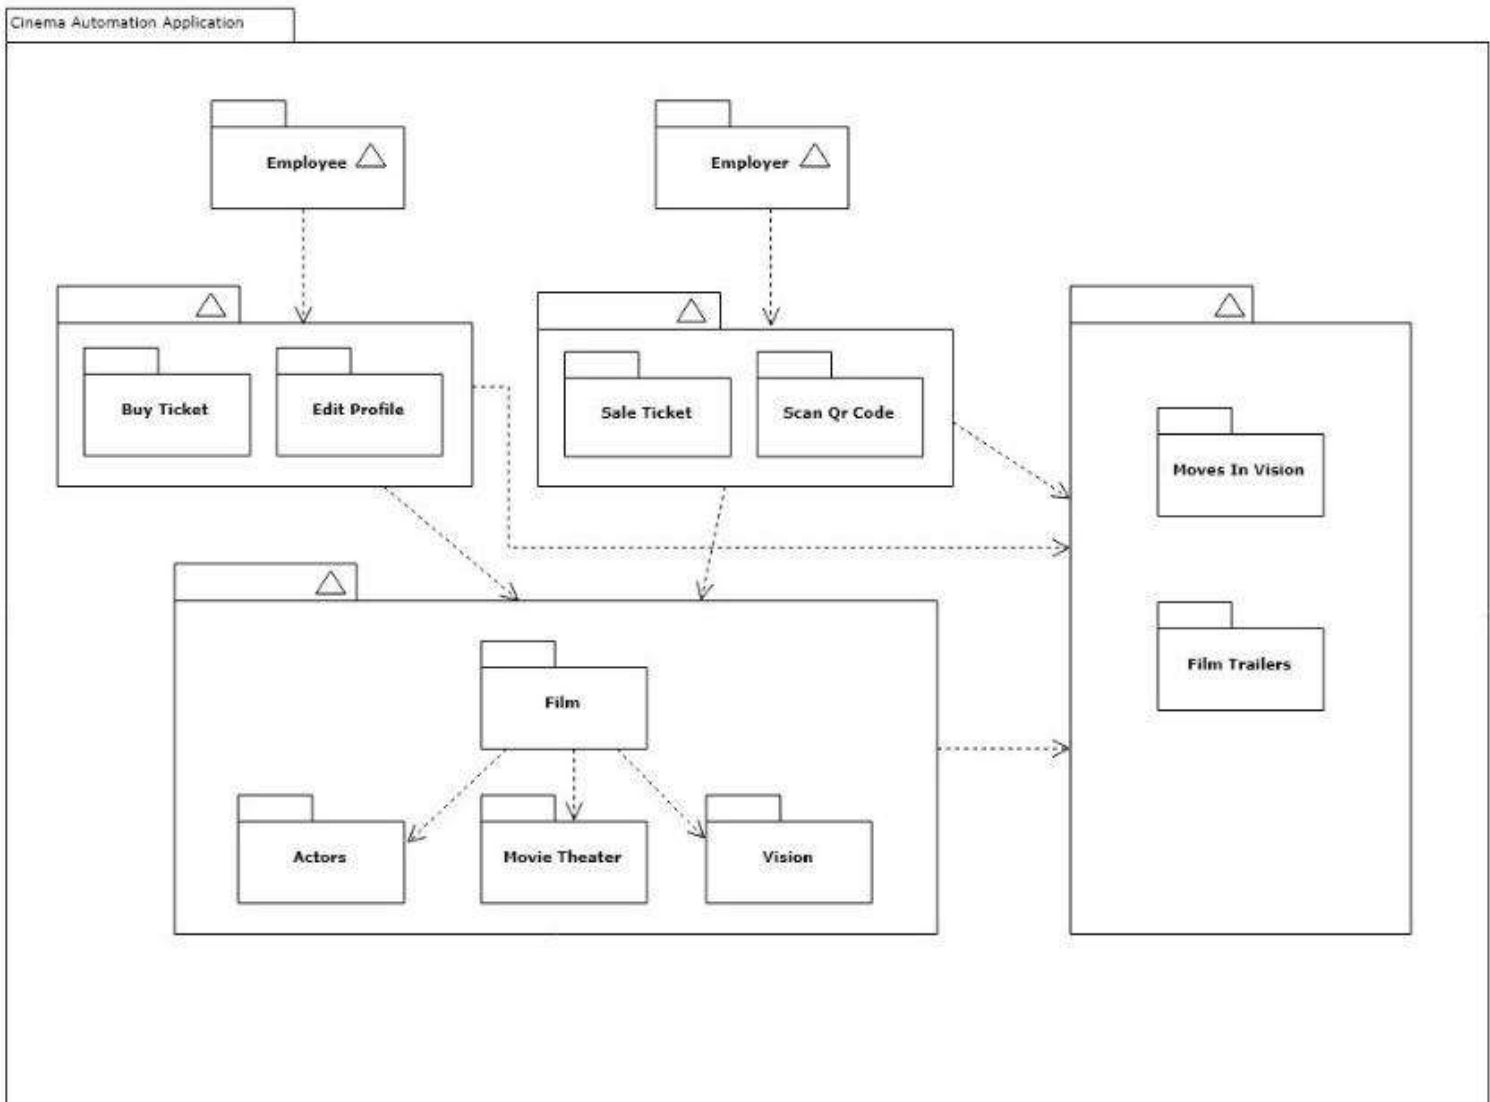 Cinema Automation Application
Employee
Employer
Buy Ticket
Edit Profile
Sale Ticket
Scan Qr Code
Moves In Vision
Film Trailers
Film
Actors
Movie Theater
Vision